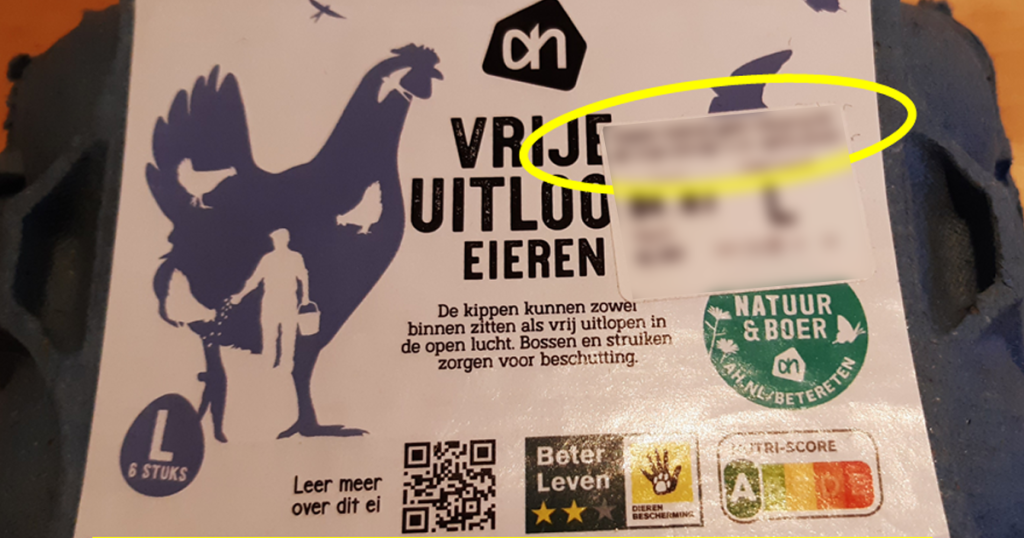 ah
VRIJE
UITLOO
EIEREN
L
De kippen kunnen zowel
binnen zitten als vrij uitlopen in
de open lucht. Bossen en struiken
zorgen voor beschutting.
NATUUR
& BOER
ah
AH.NL/BETERETEN
L
6 STUKS
Leer meer
over dit ei
Beter
Leven
DIEREN
BESCHERMING
NUTRI-SCORE
A